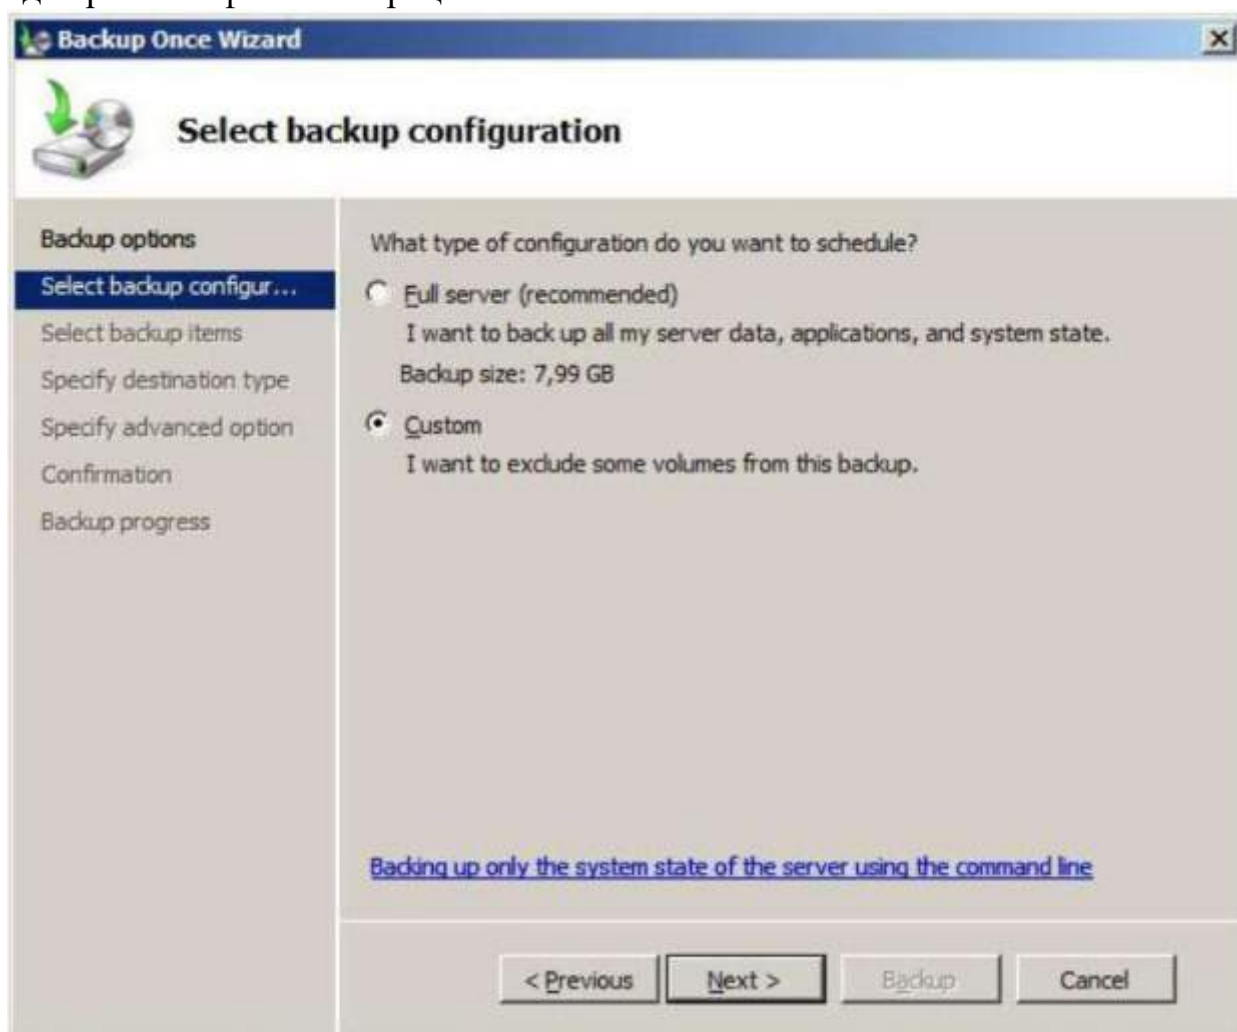 Backup Once Wizard
Select backup configuration
Backup options
Select backup configur...
Select backup items
Specify destination type
Specify advanced option
Confirmation
Backup progress
What type of configuration do you want to schedule?
Full server (recommended)
I want to back up all my server data, applications, and system state.
Backup size: 7,99 GB
Custom
I want to exclude some volumes from this backup.
Backing up only the system state of the server using the command line
< Previous
Next >
Backup
Cancel